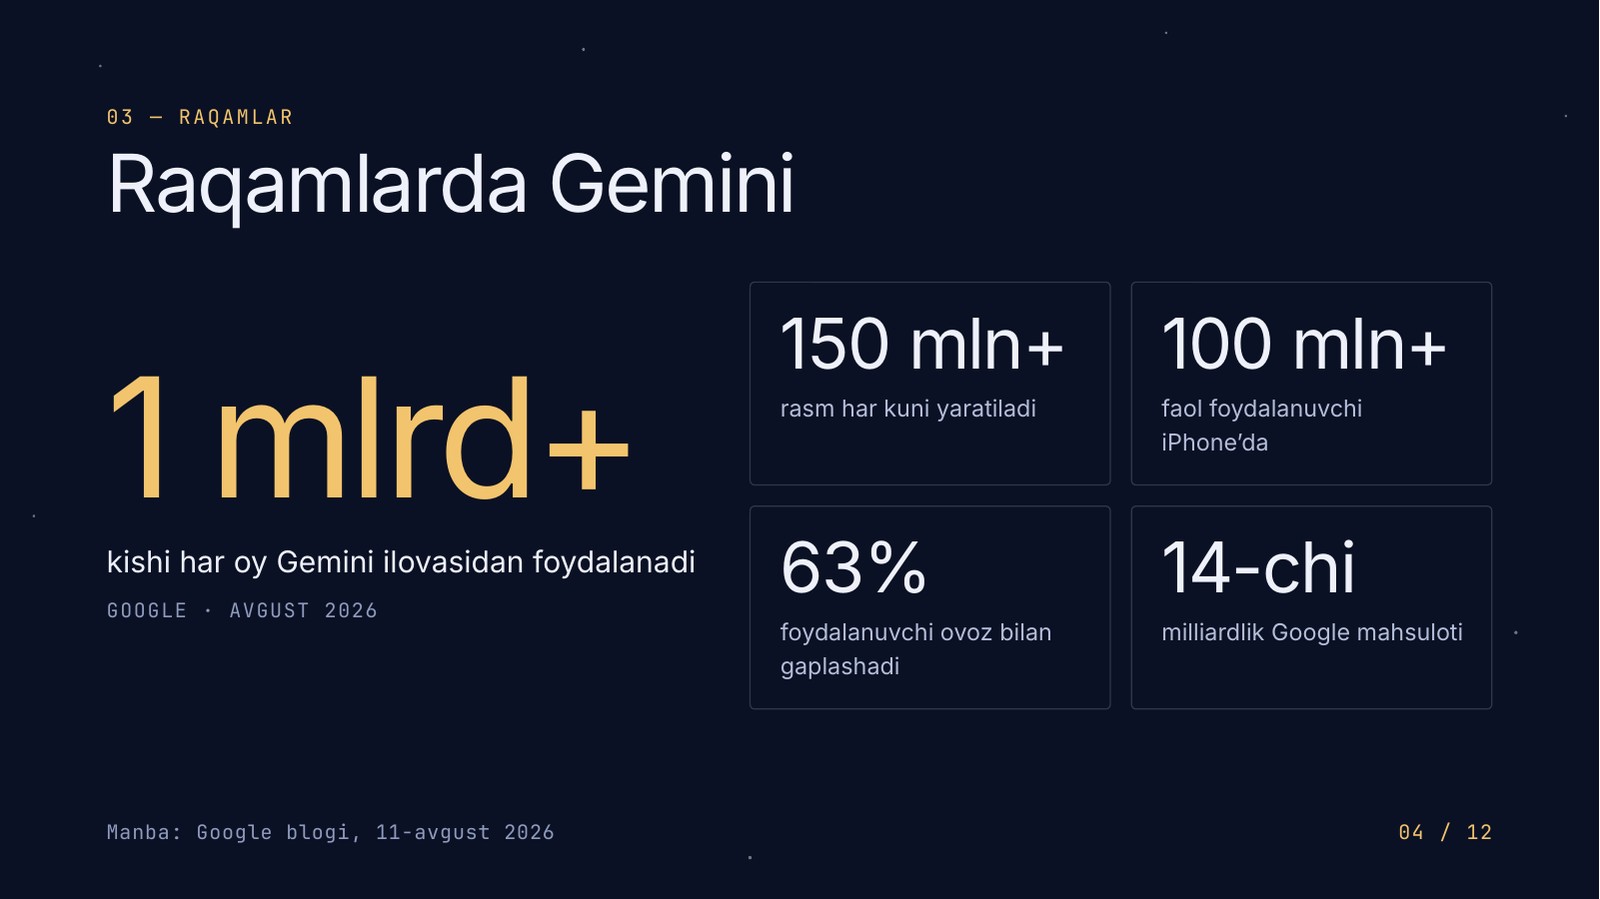 03 — RAQAMLAR
Raqamlarda Gemini
1 mlrd+
kishi har oy Gemini ilovasidan foydalanadi
GOOGLE · AVGUST 2026
150 mln+
rasm har kuni yaratiladi
100 mln+
faol foydalanuvchi
iPhone’da
63%
foydalanuvchi ovoz bilan
gaplashadi
14-chi
milliardlik Google mahsuloti
Manba: Google blogi, 11-avgust 2026
04 / 12